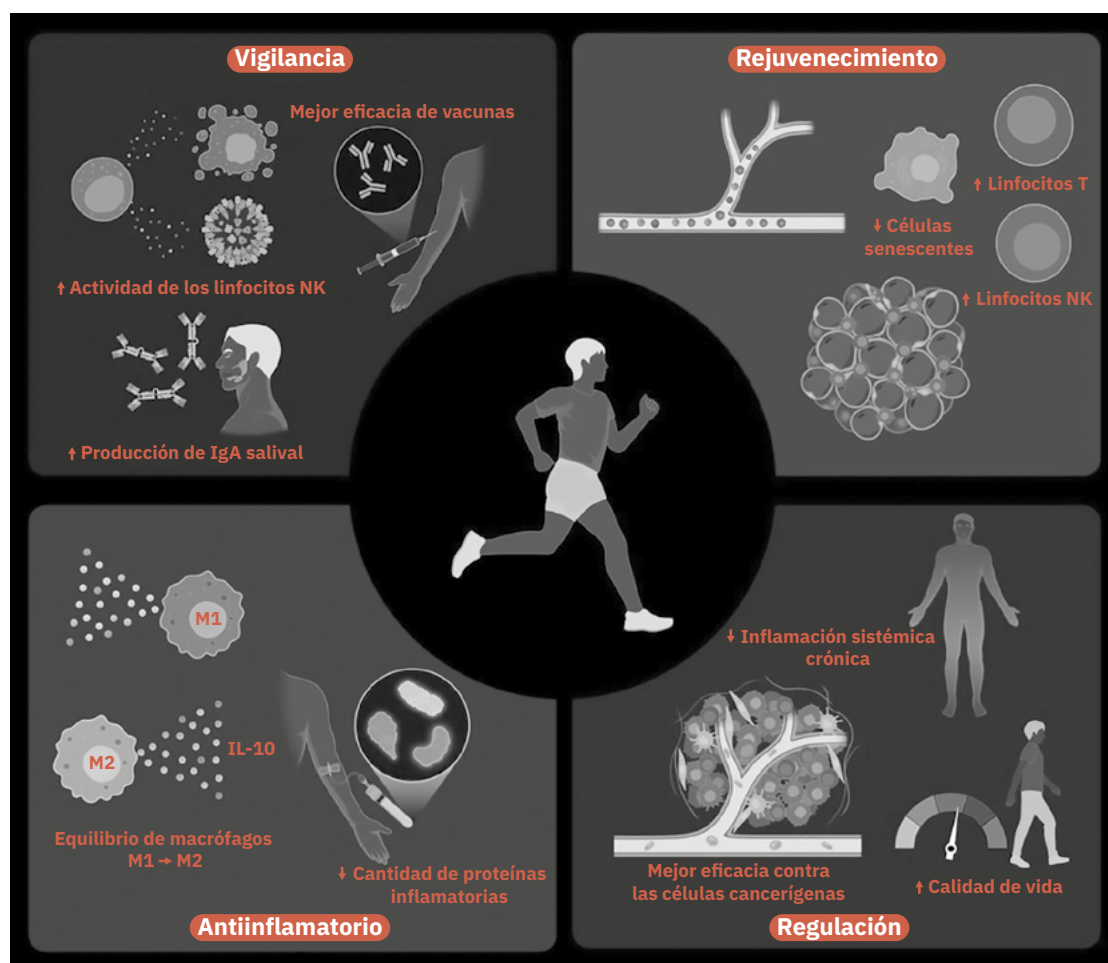 Vigilancia
Mejor eficacia de vacunas
↑ Actividad de los linfocitos NK
↑ Producción de IgA salival
Rejuvenecimiento
↑ Linfocitos T
↓ Células
senescentes
↑ Linfocitos NK
M1
M2
IL-10
Equilibrio de macrófagos
M1 → M2
↓ Cantidad de proteínas
inflamatorias
Antiinflamatorio
↓ Inflamación sistémica
crónica
Mejor eficacia contra
las células cancerígenas
↑ Calidad de vida
Regulación